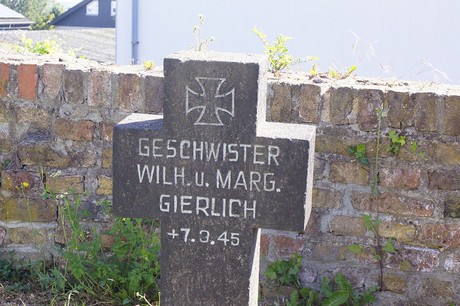 GESCHWISTER
WILH. u. MARG.
GIERLICH
+7.3.45